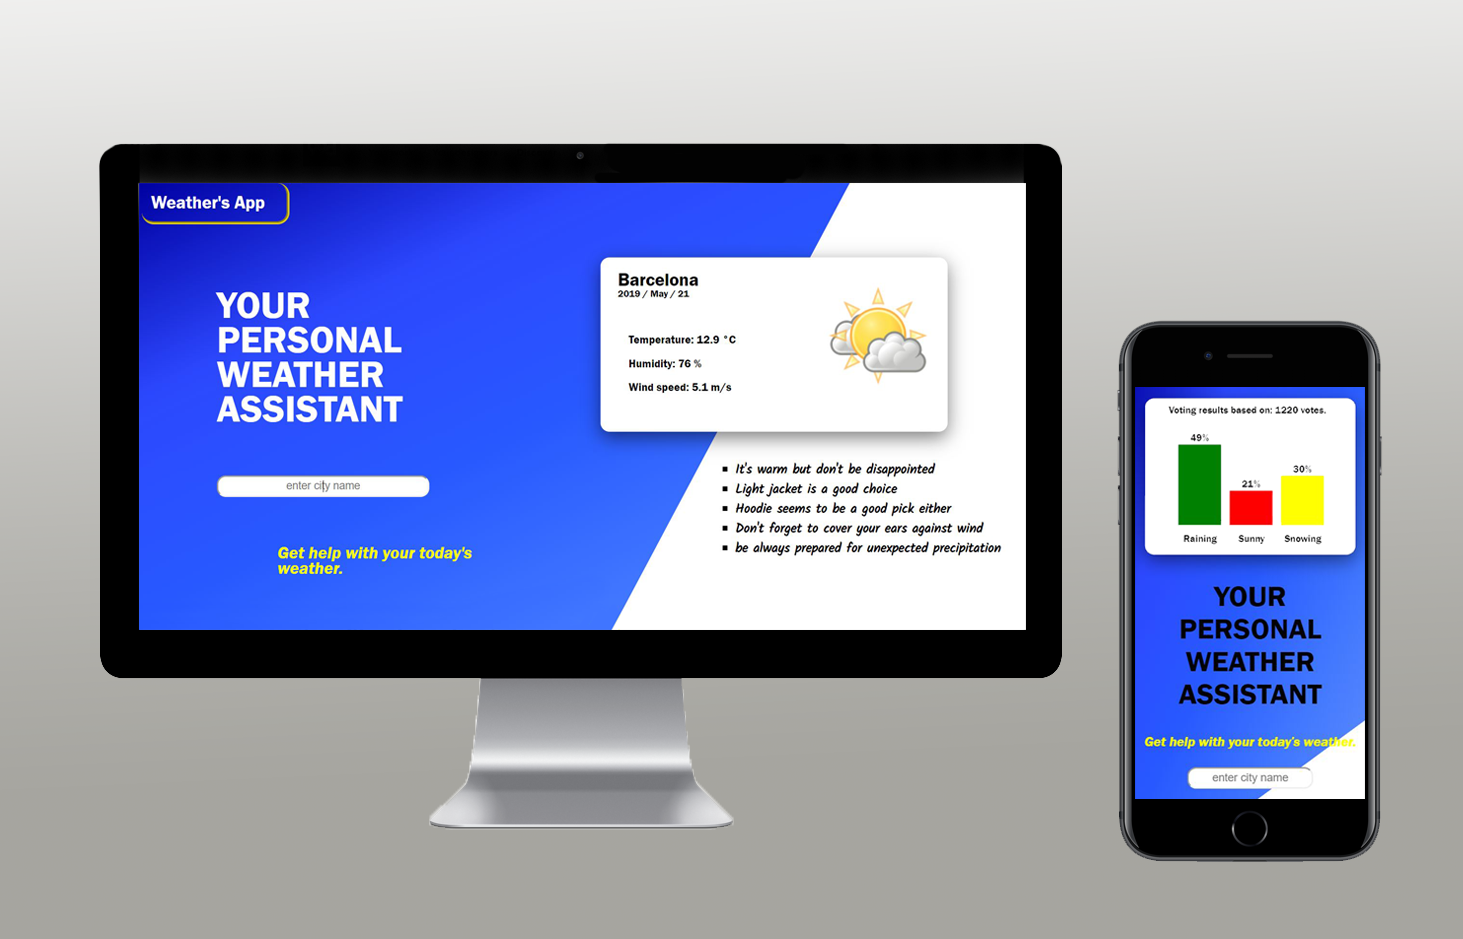 Weather's App
YOUR
PERSONAL
WEATHER
ASSISTANT
enter city name
Get help with your today's
weather.
Barcelona
2019 / May / 21
Temperature: 12.9 °C
Humidity: 76 %
Wind speed: 5.1 m/s
It's warm but don't be disappointed
Light jacket is a good choice
Hoodie seems to be a good pick either
Don't forget to cover your ears against wind
be always prepared for unexpected precipitation
Voting results based on: 1220 votes.
49%
21%
30%
Raining Sunny Snowing
YOUR
PERSONAL
WEATHER
ASSISTANT
Get help with your today's weather.
enter city name